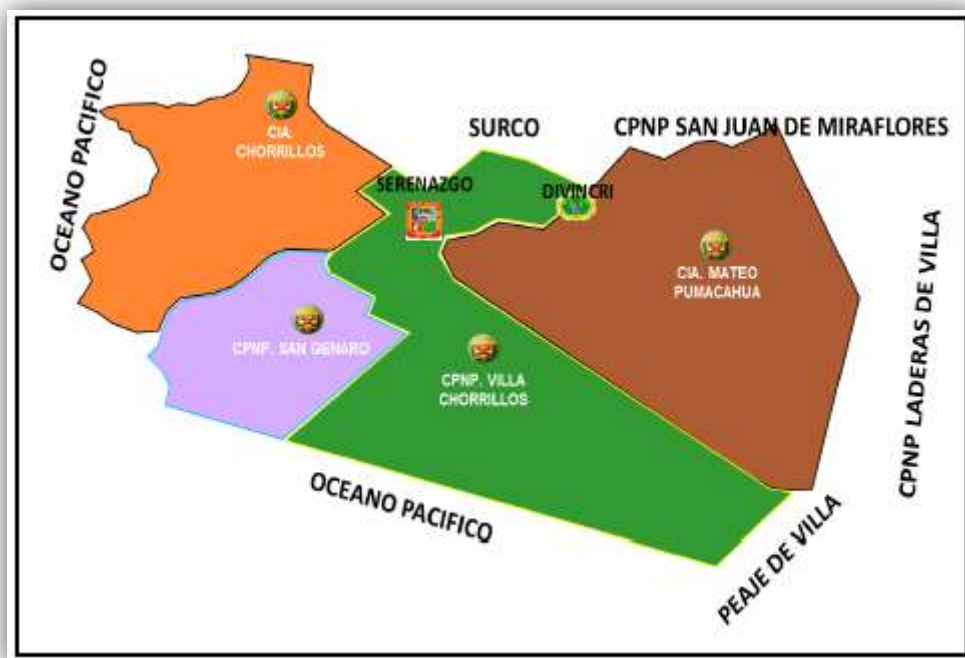 OCEANO PACIFICO
CIA.
CHORRILLOS
SURCO
CPNP SAN JUAN DE MIRAFLORES
SERENAZGO
DIVINCRI
CIA. MATEO
PUMACAHUA
CPNP LADERAS DE VILLA
CPNP. SAN GENARO
CPNP. VILLA
CHORRILLOS
OCEANO PACIFICO
PEAJE DE VILLA